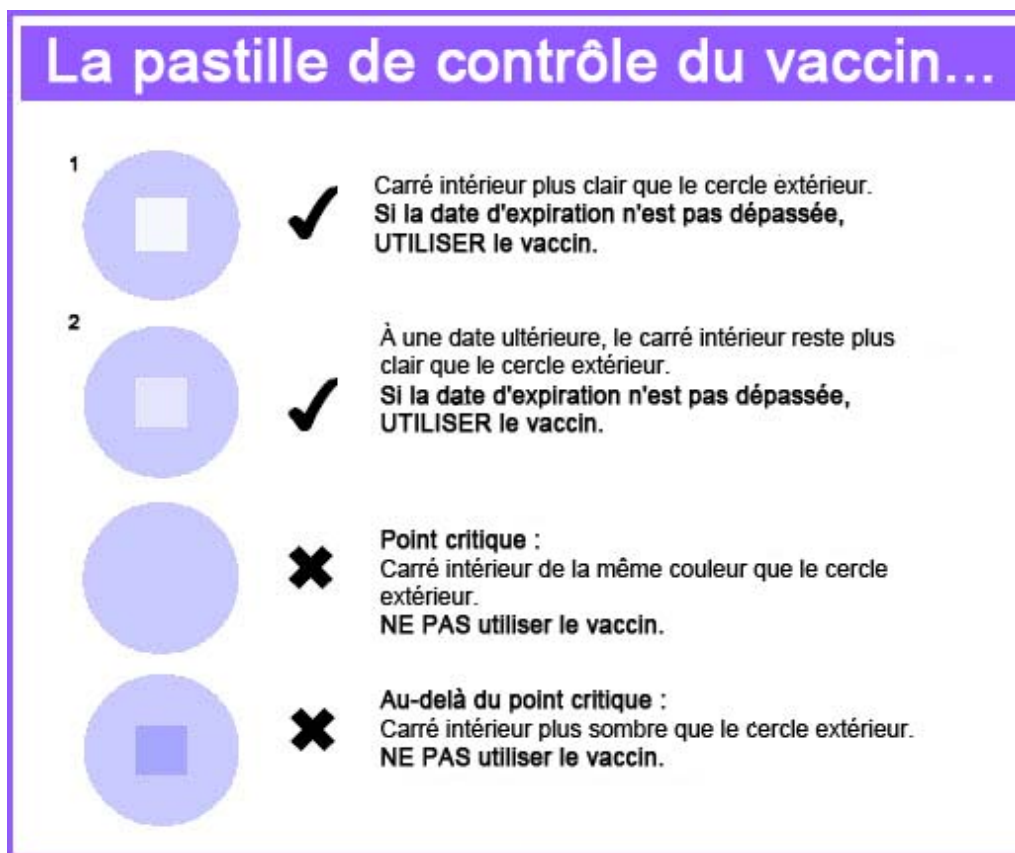 La pastille de contrôle du vaccin...
1
Carré intérieur plus clair que le cercle extérieur.
Si la date d'expiration n'est pas dépassée,
UTILISER le vaccin.
2
À une date ultérieure, le carré intérieur reste plus
clair que le cercle extérieur.
Si la date d'expiration n'est pas dépassée,
UTILISER le vaccin.
Point critique :
Carré intérieur de la même couleur que le cercle
extérieur.
NE PAS utiliser le vaccin.
Au-delà du point critique :
Carré intérieur plus sombre que le cercle extérieur.
NE PAS utiliser le vaccin.